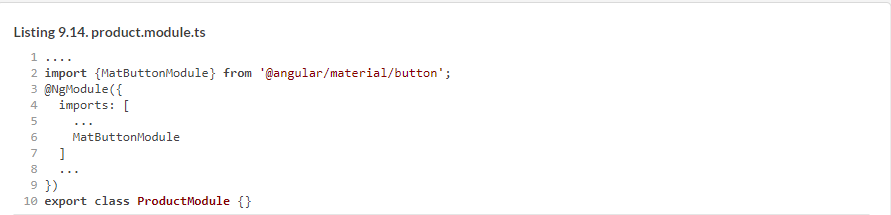 Listing 9.14. product.module.ts
1 ....
2 import {MatButtonModule} from '@angular/material/button';
3 @NgModule({
4   imports: [
5     ...
6     MatButtonModule
7   ]
8   ...
9 })
10 export class ProductModule {}